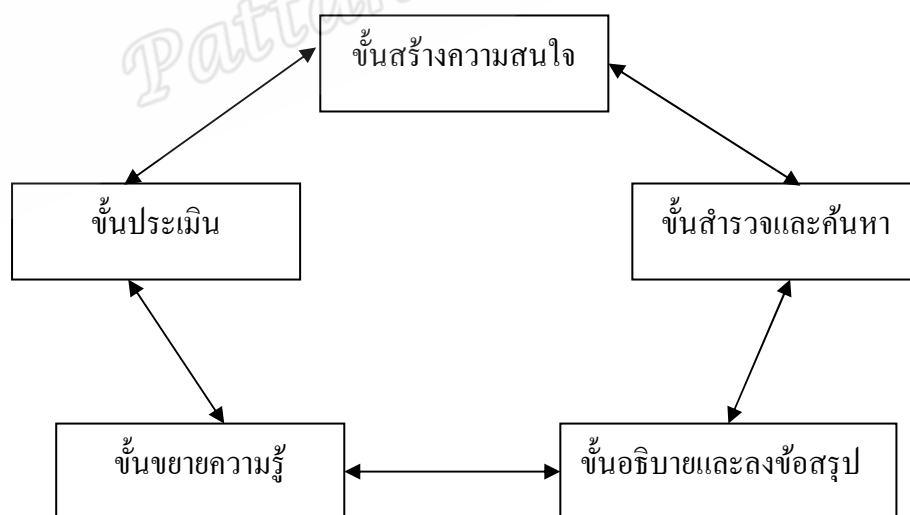 ขั้นสร้างความสนใจ
ขั้นประเมิน
ขั้นสำรวจและค้นหา
ขั้นขยายความรู้
ขั้นอธิบายและลงข้อสรุป